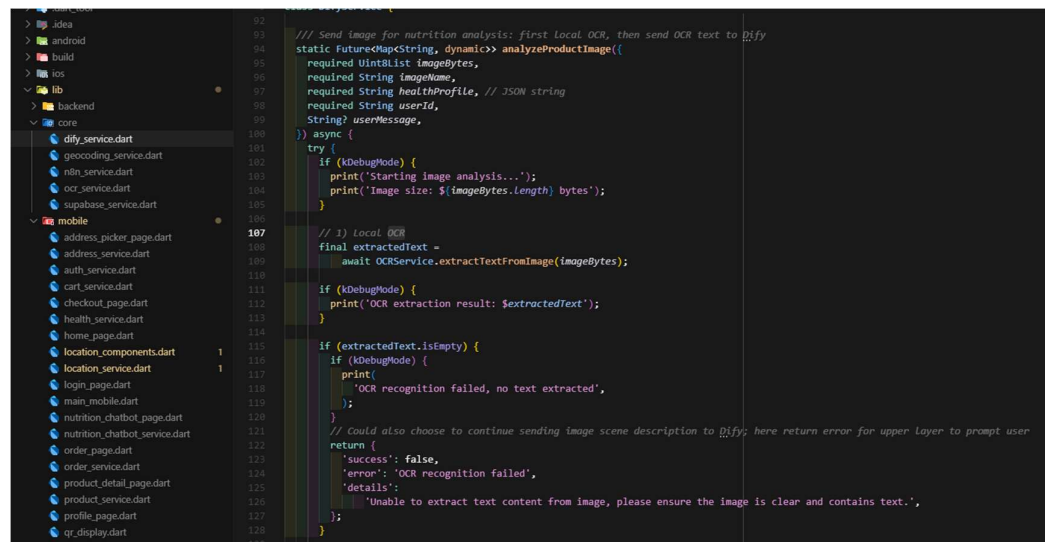 .dart_tool
.idea
android
build
ios
lib
backend
core
dify_service.dart
geocoding_service.dart
n8n_service.dart
ocr_service.dart
supabase_service.dart
mobile
address_picker_page.dart
address_service.dart
auth_service.dart
cart_service.dart
checkout_page.dart
health_service.dart
home_page.dart
location_components.dart 1
location_service.dart 1
login_page.dart
main_mobile.dart
nutrition_chatbot_page.dart
nutrition_chatbot_service.dart
order_page.dart
order_service.dart
product_detail_page.dart
product_service.dart
profile_page.dart
qr_display.dart
92
93 /// Send image for nutrition analysis: first local OCR, then send OCR text to Dify
94 static Future<Map<String, dynamic>> analyzeProductImage({
95 required Uint8List imageBytes,
96 required String imageName,
97 required String healthProfile, // JSON string
98 required String userId,
99 String? userMessage,
100 }) async {
101 try {
102 if (kDebugMode) {
103 print('Starting image analysis...');
104 print('Image size: ${imageBytes.length} bytes');
105 }
106
107 // 1) Local OCR
108 final extractedText =
109 await OCRService.extractTextFromImage(imageBytes);
110
111 if (kDebugMode) {
112 print('OCR extraction result: $extractedText');
113 }
114
115 if (extractedText.isEmpty) {
116 if (kDebugMode) {
117 print(
118 'OCR recognition failed, no text extracted',
119 );
120 }
121 // Could also choose to continue sending image scene description to Dify; here return error for upper layer to prompt user
122 return {
123 'success': false,
124 'error': 'OCR recognition failed',
125 'details':
126 'Unable to extract text content from image, please ensure the image is clear and contains text.',
127 };
128 }